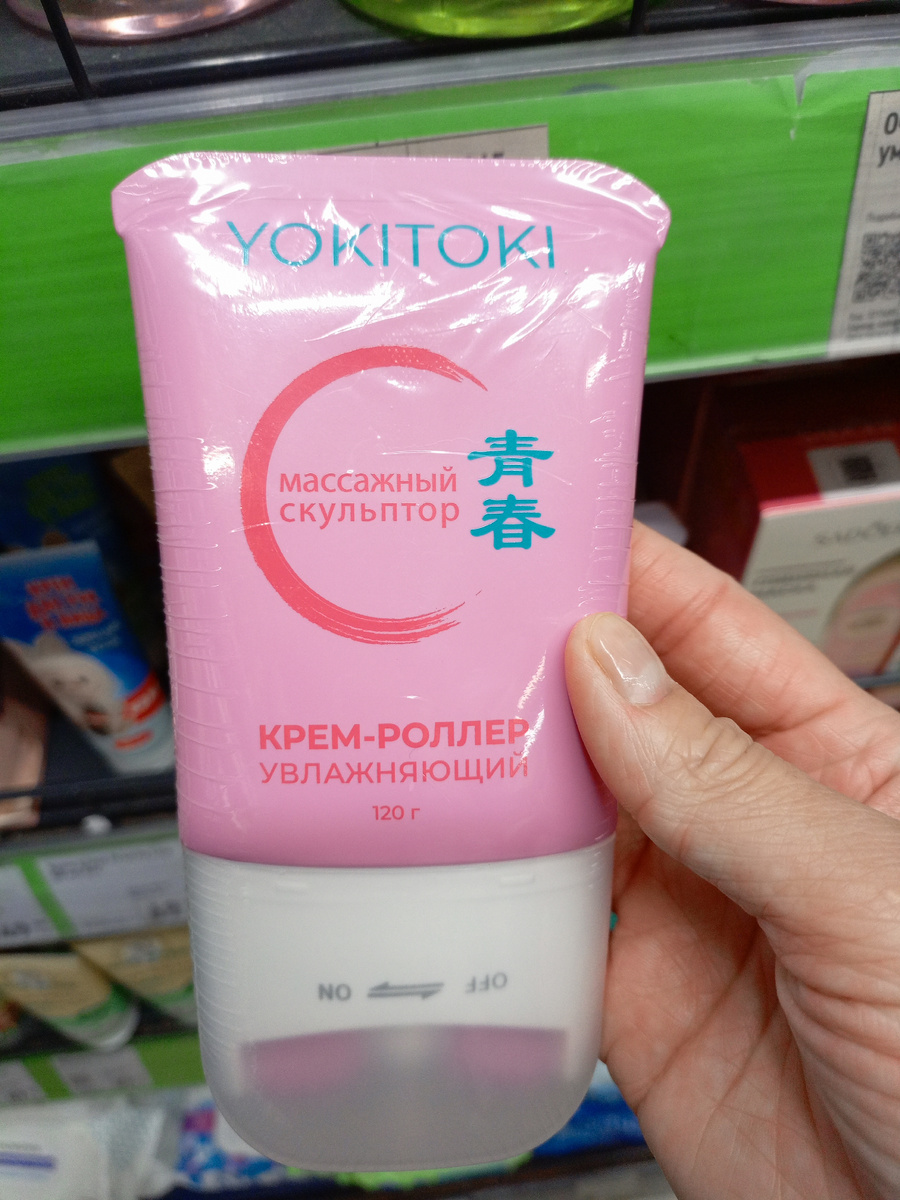 YOKITOKI
массажный
скульптор
青春
КРЕМ-РОЛЛЕР
УВЛАЖНЯЮЩИЙ
120 г
ON
OFF